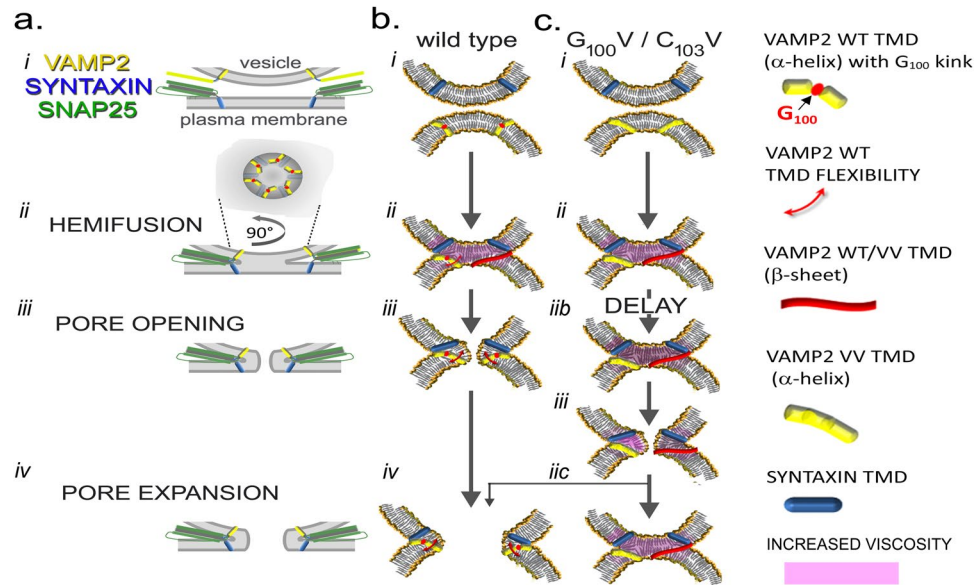 a.
i
VAMP2
SYNTAXIN
SNAP25
vesicle
plasma membrane
ii
HEMIFUSION
90°
iii
PORE OPENING
iv
PORE EXPANSION
b.
wild type
i
ii
iii
iv
c.
G100V / C103V
i
ii
iib
DELAY
iii
iic
VAMP2 WT TMD
(α-helix) with G100 kink
G100
VAMP2 WT
TMD FLEXIBILITY
VAMP2 WT/VV TMD
(β-sheet)
VAMP2 VV TMD
(α-helix)
SYNTAXIN TMD
INCREASED VISCOSITY